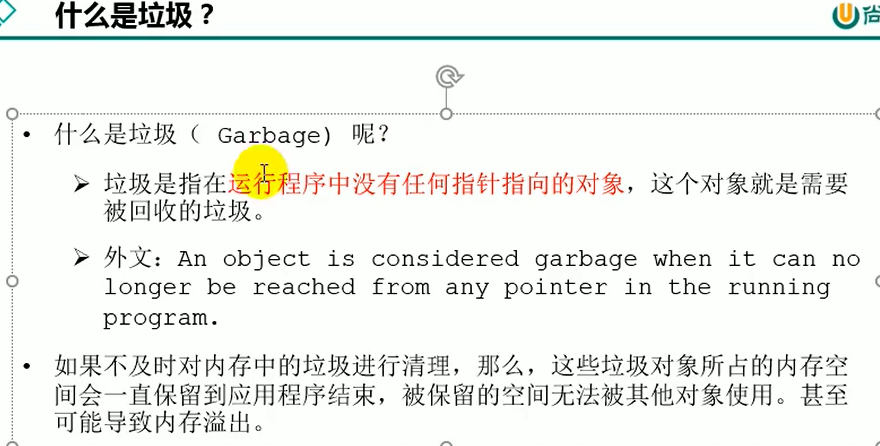 什么是垃圾？
尚
• 什么是垃圾（ Garbage) 呢？
➢ 垃圾是指在运行程序中没有任何指针指向的对象，这个对象就是需要
被回收的垃圾。
➢ 外文：An object is considered garbage when it can no
longer be reached from any pointer in the running
program.
• 如果不及时对内存中的垃圾进行清理，那么，这些垃圾对象所占的内存空
间会一直保留到应用程序结束，被保留的空间无法被其他对象使用。甚至
可能导致内存溢出。